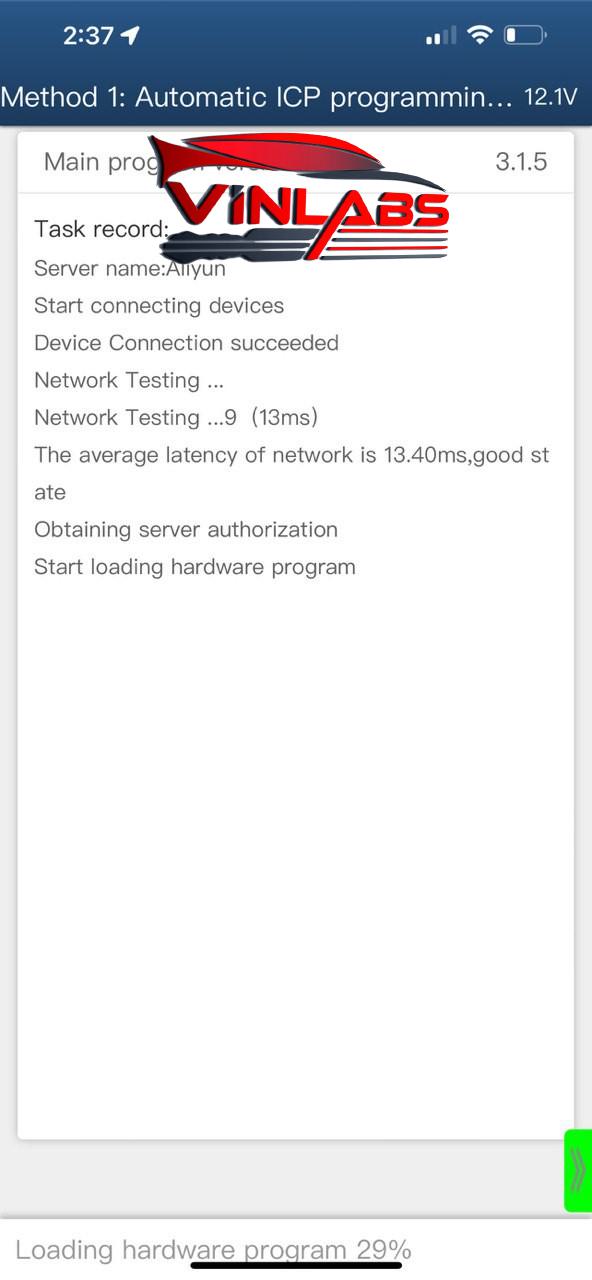 2:37
Method 1: Automatic ICP programmin... 12.1V
Main prog 3.1.5
VINLABS
Task record:
Server name:Aliyun
Start connecting devices
Device Connection succeeded
Network Testing ...
Network Testing ...9 (13ms)
The average latency of network is 13.40ms,good st
ate
Obtaining server authorization
Start loading hardware program
Loading hardware program 29%